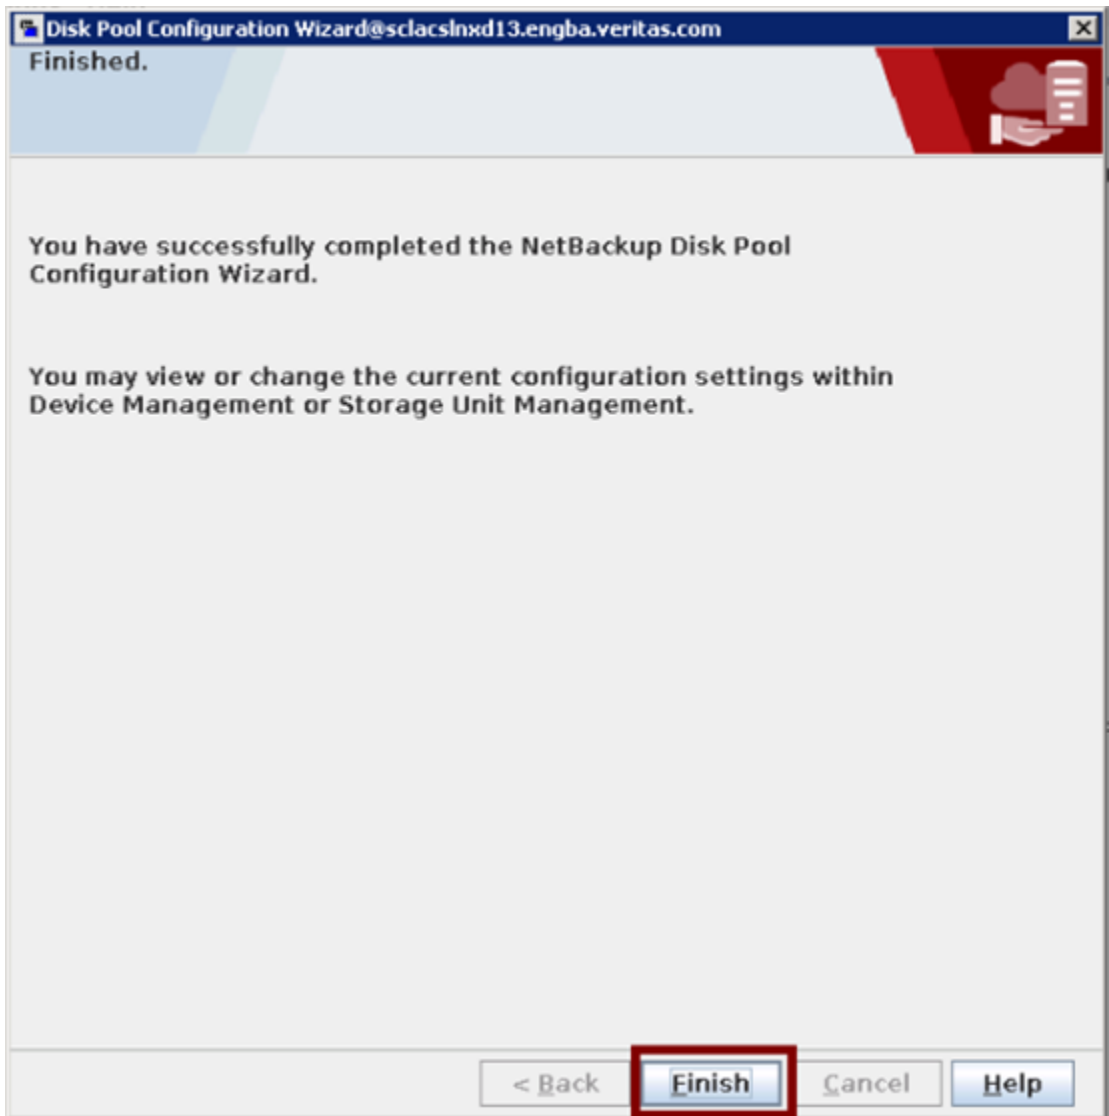 Disk Pool Configuration Wizard@sclacslnxd13.engba.veritas.com
Finished.
You have successfully completed the NetBackup Disk Pool
Configuration Wizard.
You may view or change the current configuration settings within
Device Management or Storage Unit Management.
< Back
Finish
Cancel
Help